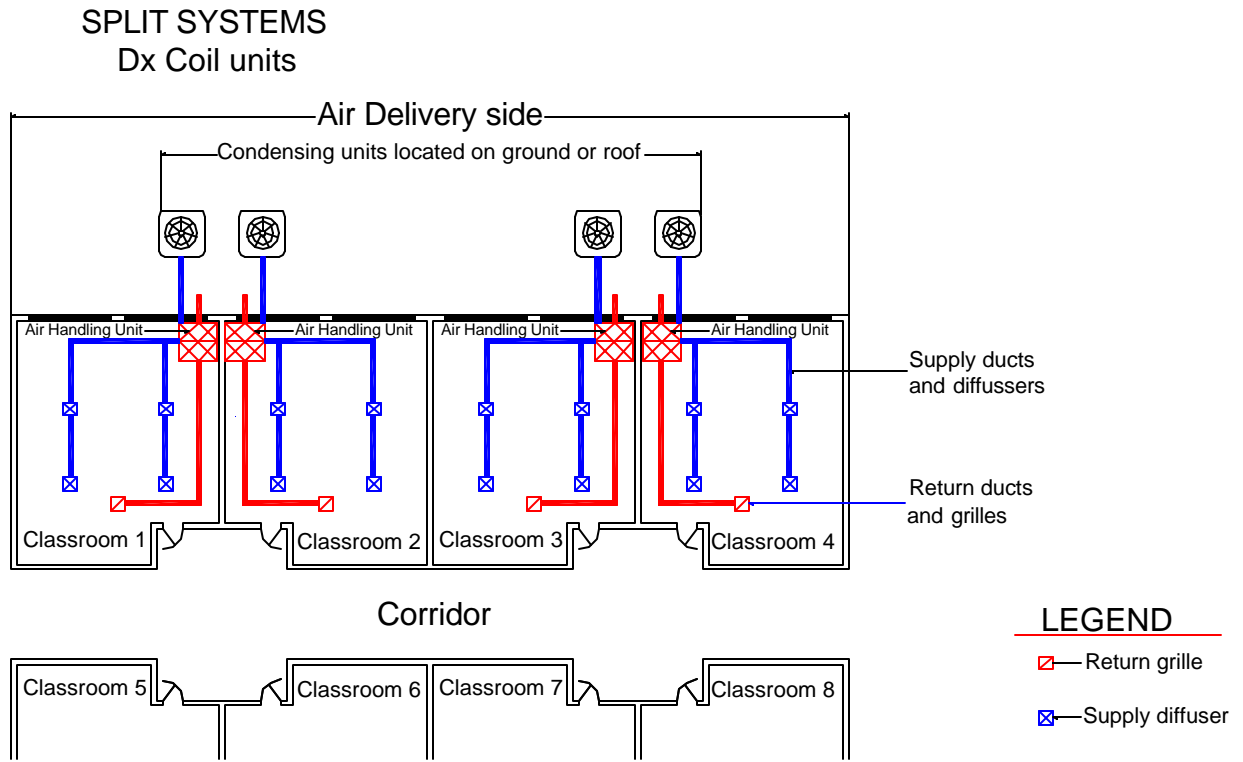 SPLIT SYSTEMS
Dx Coil units
Air Delivery side
Condensing units located on ground or roof
Air Handling Unit
Air Handling Unit
Air Handling Unit
Air Handling Unit
Supply ducts
and diffussers
Return ducts
and grilles
Classroom 1
Classroom 2
Classroom 3
Classroom 4
Corridor
LEGEND
Return grille
Supply diffuser
Classroom 5
Classroom 6
Classroom 7
Classroom 8